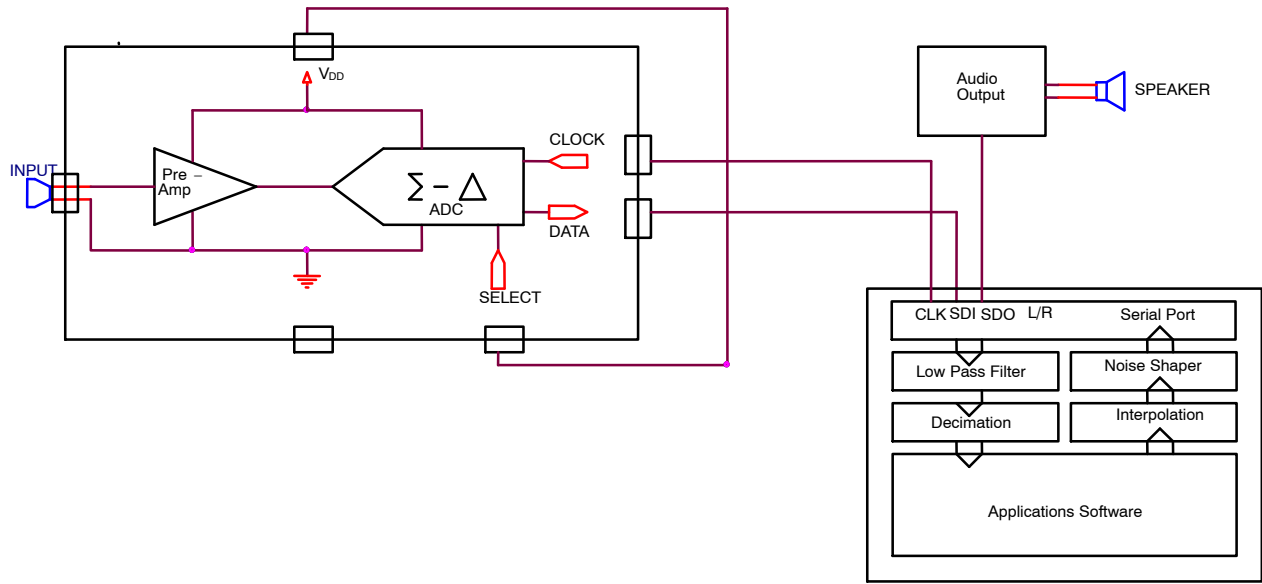 V_DD
INPUT
Pre –
Amp
Σ – Δ
ADC
CLOCK
DATA
SELECT
Audio
Output
SPEAKER
CLK SDI SDO L/R Serial Port
Low Pass Filter
Noise Shaper
Decimation
Interpolation
Applications Software